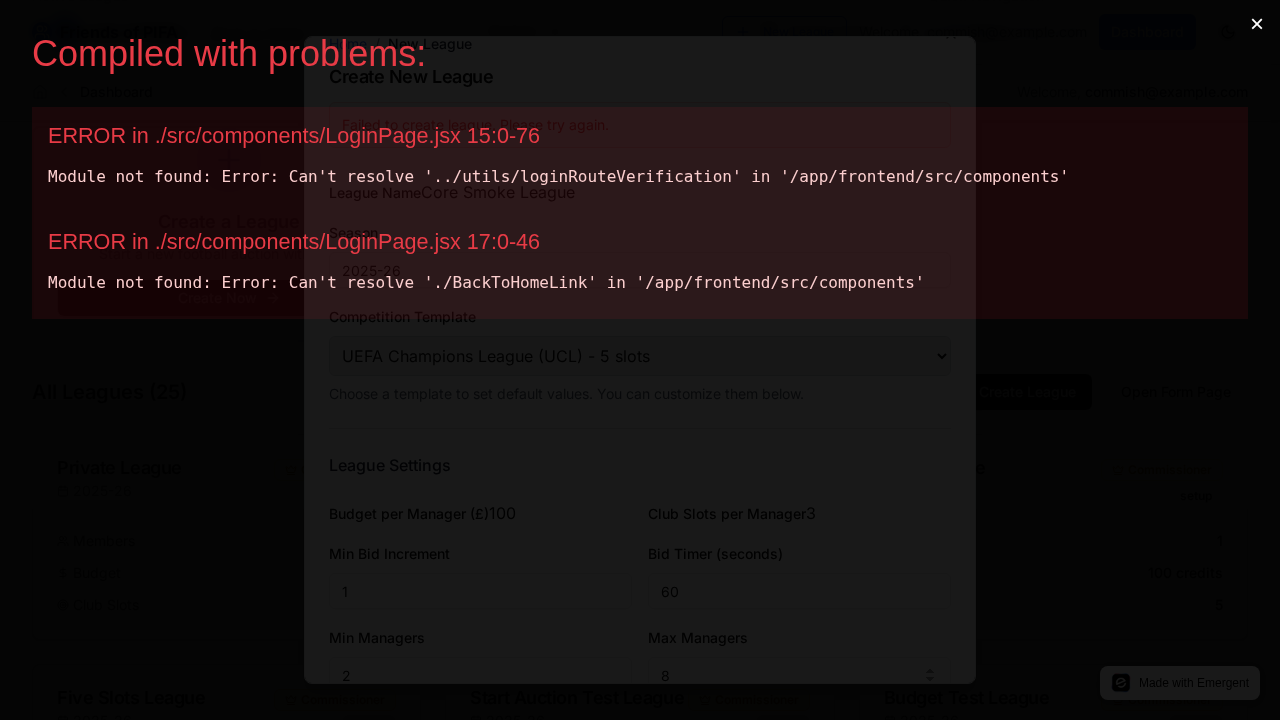 ×
New League
Compiled with problems:
Create New League
Dashboard
ERROR in ./src/components/LoginPage.jsx 15:0-76
Failed to create league. Please try again.
Module not found: Error: Can't resolve '../utils/loginRouteVerification' in '/app/frontend/src/components'
League Name Core Smoke League
Create a League
Season
ERROR in ./src/components/LoginPage.jsx 17:0-46
2025-26
Module not found: Error: Can't resolve './BackToHomeLink' in '/app/frontend/src/components'
Create Now →
Competition Template
UEFA Champions League (UCL) - 5 slots
Choose a template to set default values. You can customize them below.
All Leagues (25)
Create League
Open Form Page
League Settings
Private League
Budget per Manager (£)100
Club Slots per Manager3
Members
Min Bid Increment
Bid Timer (seconds)
Budget
100 credits
1
60
Club Slots
5
Min Managers
Max Managers
2
8
Made with Emergent
Five Slots League
Start Auction Test League
Budget Test League